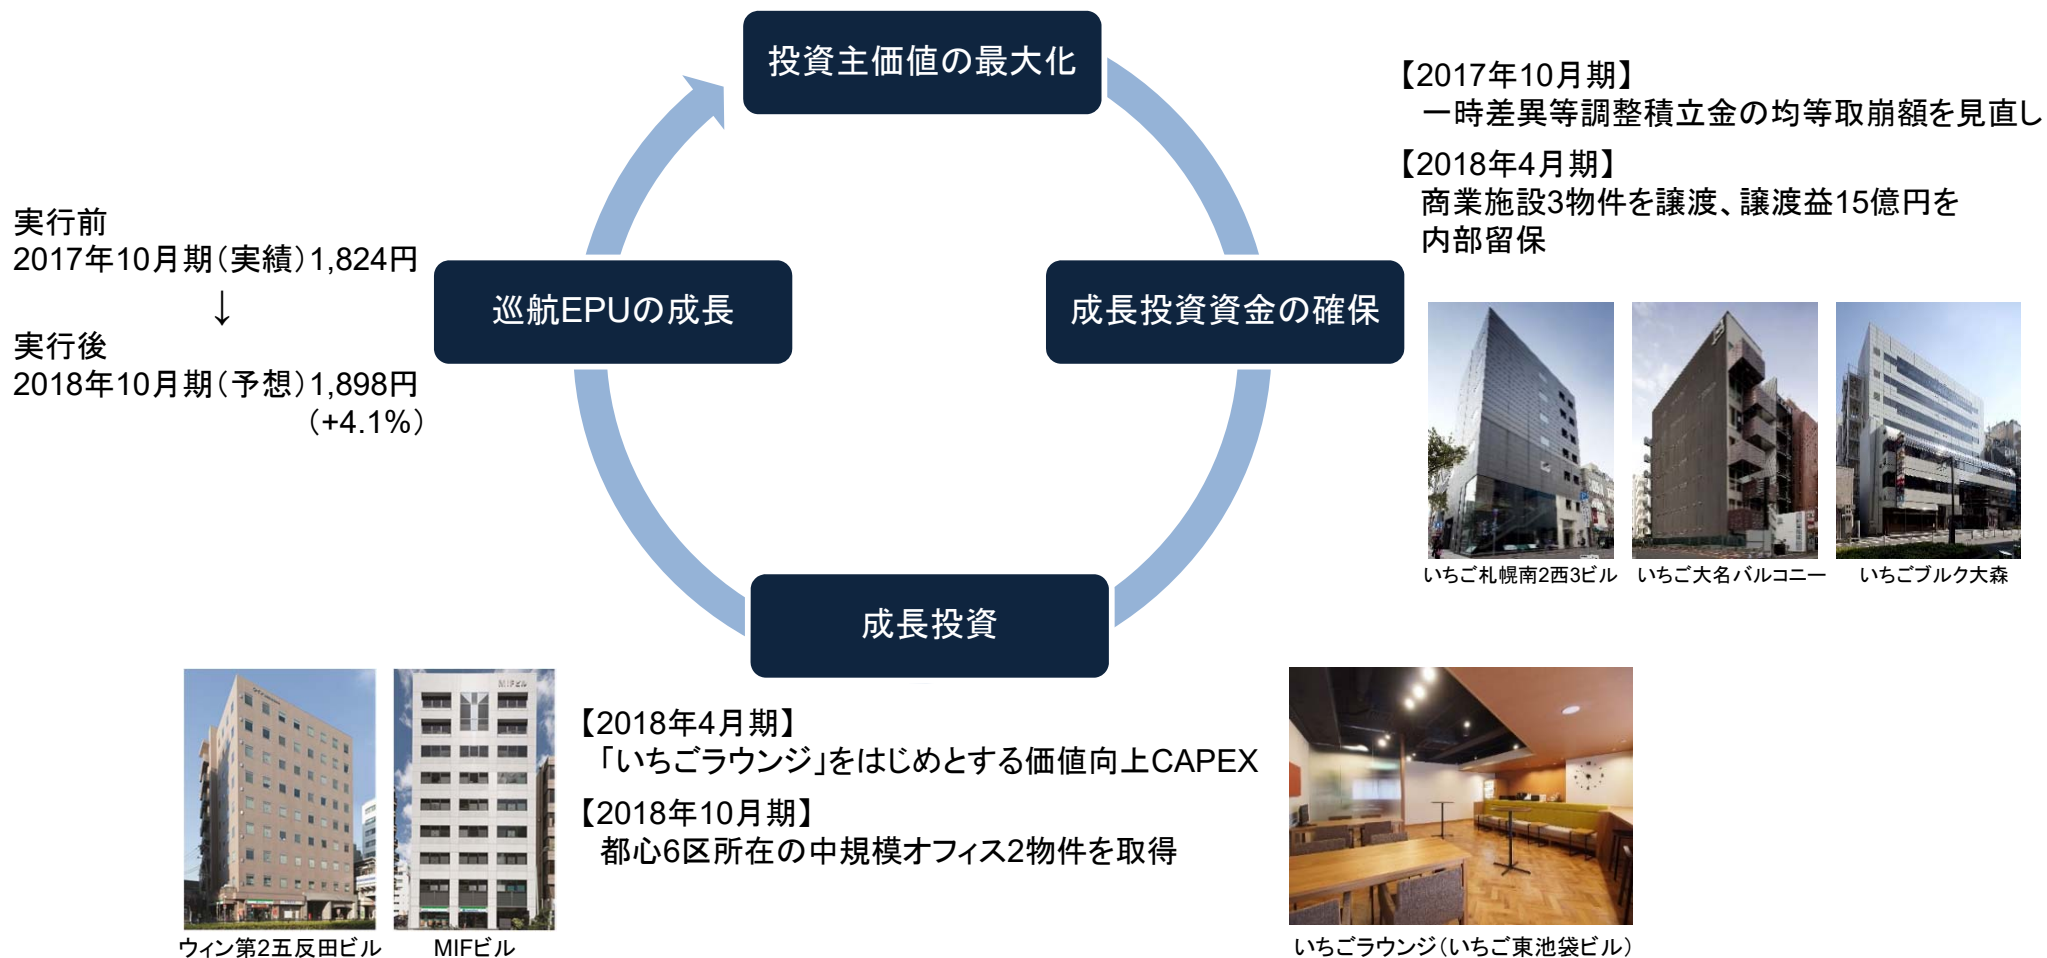 投資主価値の最大化
【2017年10月期】
一時差異等調整積立金の均等取崩額を見直し
【2018年4月期】
商業施設3物件を譲渡、譲渡益15億円を
内部留保
実行前
2017年10月期（実績）1,824円
↓
実行後
2018年10月期（予想）1,898円
（+4.1%）
巡航EPUの成長
成長投資資金の確保
いちご札幌南2西3ビル
いちご大名バルコニー
いちごブルク大森
成長投資
【2018年4月期】
「いちごラウンジ」をはじめとする価値向上CAPEX
【2018年10月期】
都心6区所在の中規模オフィス2物件を取得
MIFビル
ウィン第2五反田ビル
MIFビル
いちごラウンジ（いちご東池袋ビル）